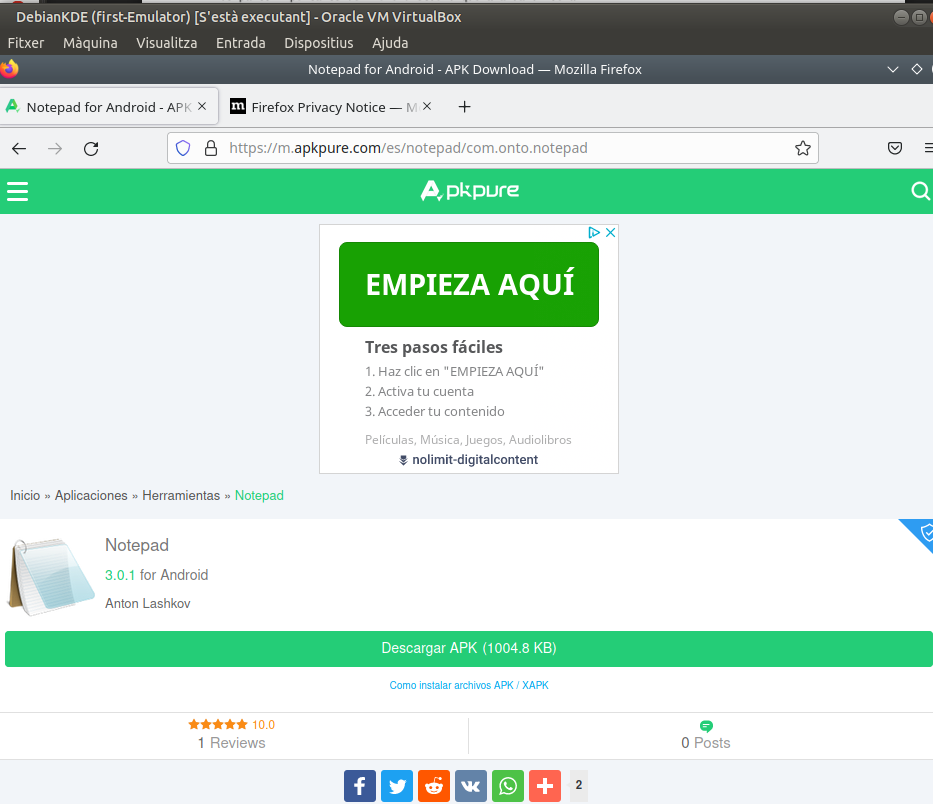 DebianKDE (first-Emulator) [S'està executant] - Oracle VM VirtualBox
Fitxer Màquina Visualitza Entrada Dispositius Ajuda
Notepad for Android - APK Download — Mozilla Firefox
Notepad for Android - APK
m Firefox Privacy Notice — M
https://m.apkpure.com/es/notepad/com.onto.notepad
Apkpure
EMPIEZA AQUÍ
Tres pasos fáciles
1. Haz clic en "EMPIEZA AQUÍ"
2. Activa tu cuenta
3. Acceder tu contenido
Películas, Música, Juegos, Audiolibros
nolimit-digitalcontent
Inicio » Aplicaciones » Herramientas » Notepad
Notepad
3.0.1 for Android
Anton Lashkov
Descargar APK (1004.8 KB)
Como instalar archivos APK / XAPK
10.0
1 Reviews
0 Posts
2